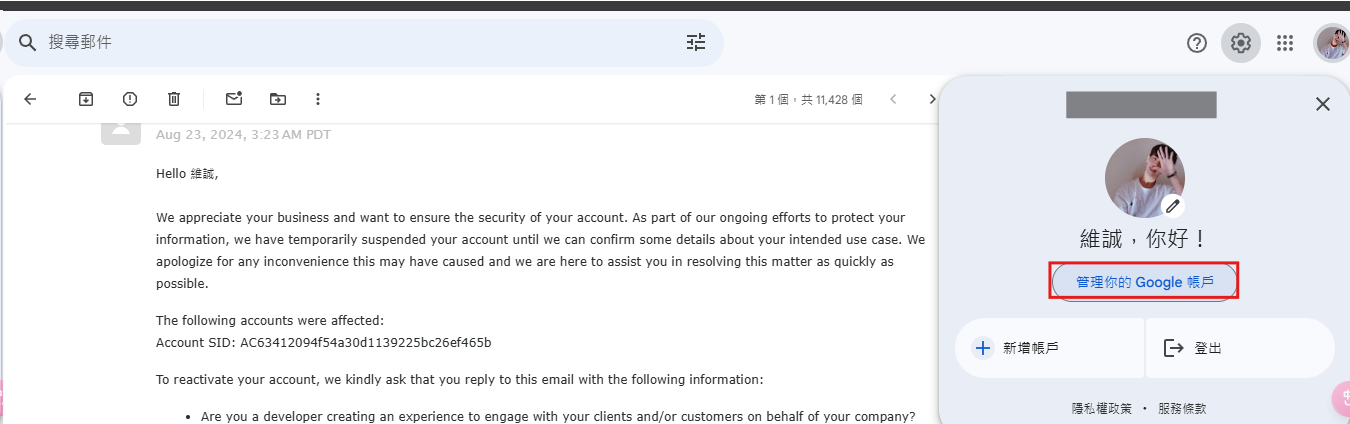 搜尋郵件
第 1 個，共 11,428 個
Aug 23, 2024, 3:23 AM PDT
Hello 維誠,
We appreciate your business and want to ensure the security of your account. As part of our ongoing efforts to protect your
information, we have temporarily suspended your account until we can confirm some details about your intended use case. We
apologize for any inconvenience this may have caused and we are here to assist you in resolving this matter as quickly as
possible.
The following accounts were affected:
Account SID: AC63412094f54a30d1139225bc26ef465b
To reactivate your account, we kindly ask that you reply to this email with the following information:
• Are you a developer creating an experience to engage with your clients and/or customers on behalf of your company?
維誠，你好！
管理你的 Google 帳戶
新增帳戶
登出
隱私權政策 • 服務條款